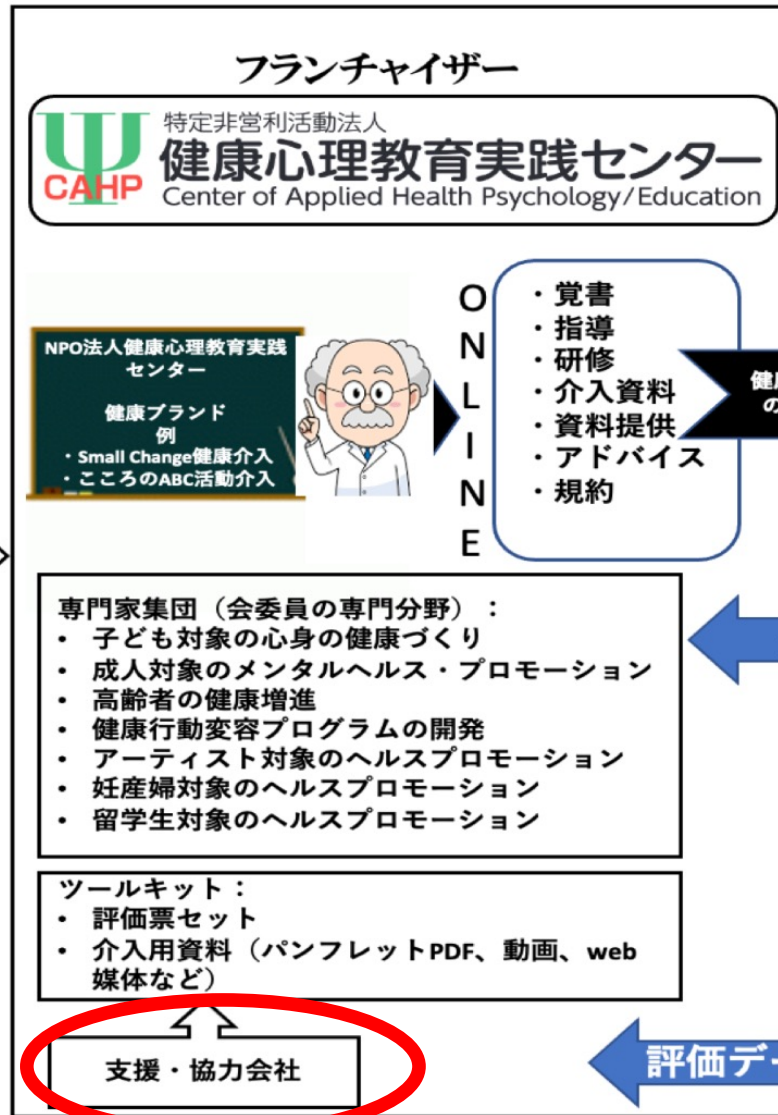 フランチャイザー
特定非営利活動法人
CAHP
健康心理教育実践センター
Center of Applied Health Psychology/Education
NPO法人健康心理教育実践
センター
健康ブランド
例
・Small Change健康介入
・こころのABC活動介入
ONLINE
・覚書
・指導
・研修
・介入資料
・資料提供
・アドバイス
・規約
健
の
専門家集団（会委員の専門分野）：
• 子ども対象の心身の健康づくり
• 成人対象のメンタルヘルス・プロモーション
• 高齢者の健康増進
• 健康行動変容プログラムの開発
• アーティスト対象のヘルスプロモーション
• 妊産婦対象のヘルスプロモーション
• 留学生対象のヘルスプロモーション
ツールキット：
• 評価票セット
• 介入用資料（パンフレットPDF、動画、web
媒体など）
支援・協力会社
評価デー